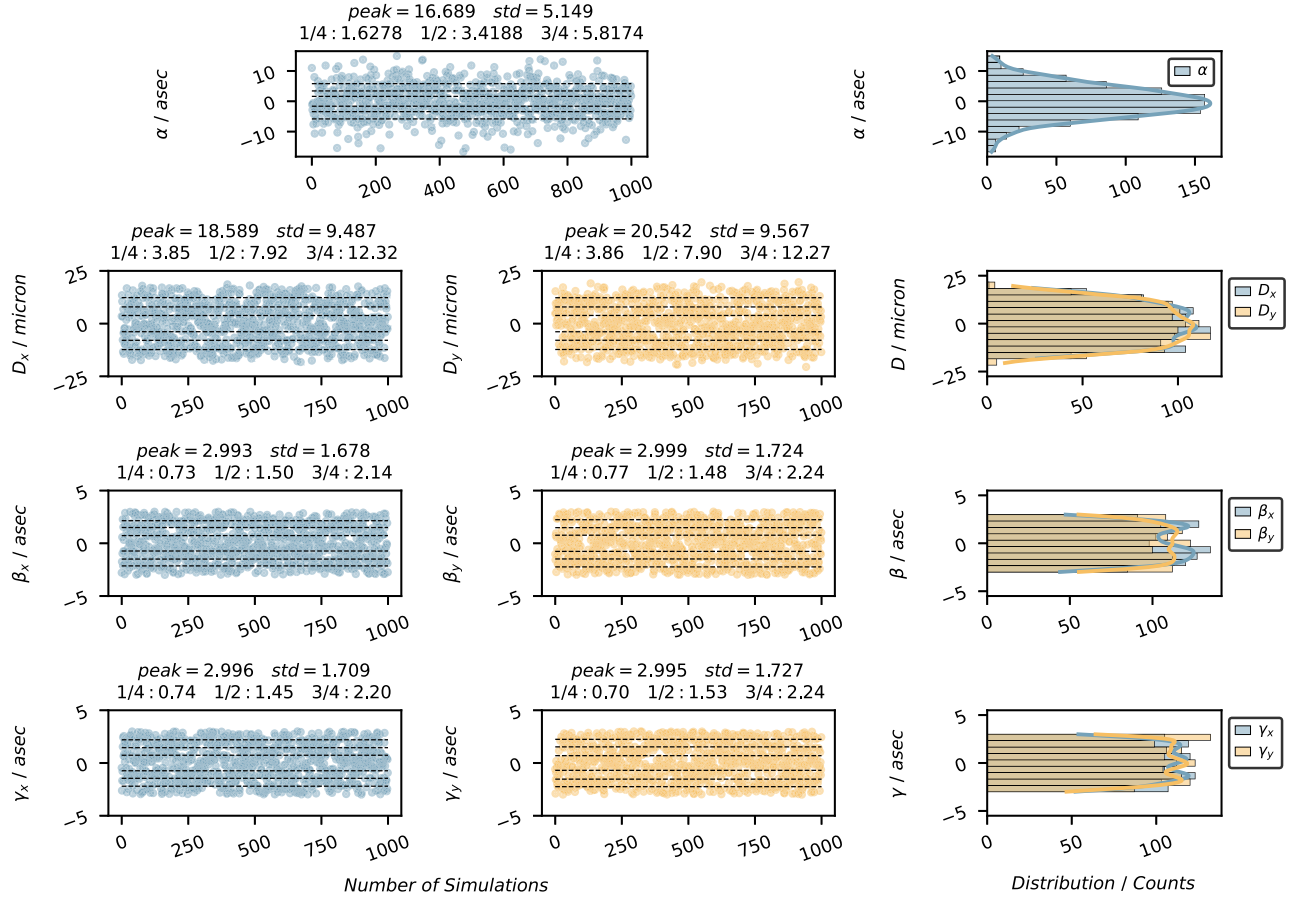 peak = 16.689 std = 5.149
1/4 : 1.6278 1/2 : 3.4188 3/4 : 5.8174
α / asec
10
0
−10
0 200 400 600 800 1000
α / asec
10
0
−10
α
0 50 100 150
peak = 18.589 std = 9.487
1/4 : 3.85 1/2 : 7.92 3/4 : 12.32
D_x / micron
25
0
−25
0 250 500 750 1000
peak = 20.542 std = 9.567
1/4 : 3.86 1/2 : 7.90 3/4 : 12.27
D_y / micron
25
0
−25
0 250 500 750 1000
D / micron
25
0
−25
D_x
D_y
0 50 100
peak = 2.993 std = 1.678
1/4 : 0.73 1/2 : 1.50 3/4 : 2.14
β_x / asec
5
0
−5
0 250 500 750 1000
peak = 2.999 std = 1.724
1/4 : 0.77 1/2 : 1.48 3/4 : 2.24
β_y / asec
5
0
−5
0 250 500 750 1000
β / asec
5
0
−5
β_x
β_y
0 50 100
peak = 2.996 std = 1.709
1/4 : 0.74 1/2 : 1.45 3/4 : 2.20
γ_x / asec
5
0
−5
0 250 500 750 1000
peak = 2.995 std = 1.727
1/4 : 0.70 1/2 : 1.53 3/4 : 2.24
γ_y / asec
5
0
−5
0 250 500 750 1000
γ / asec
5
0
−5
γ_x
γ_y
0 50 100
Number of Simulations
Distribution / Counts